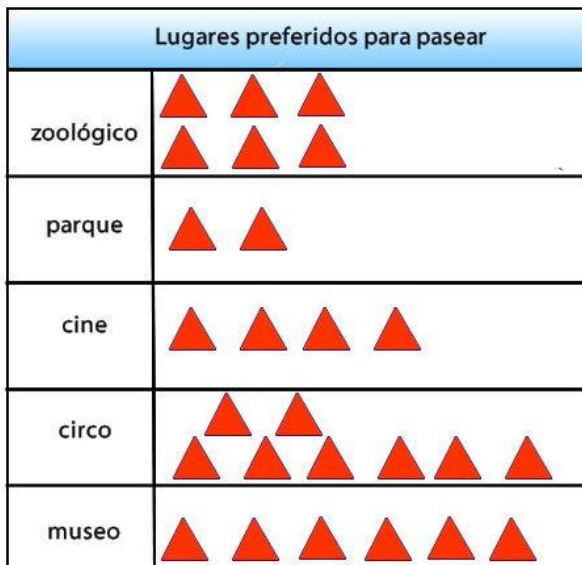 Lugares preferidos para pasear
zoológico
parque
cine
circo
museo